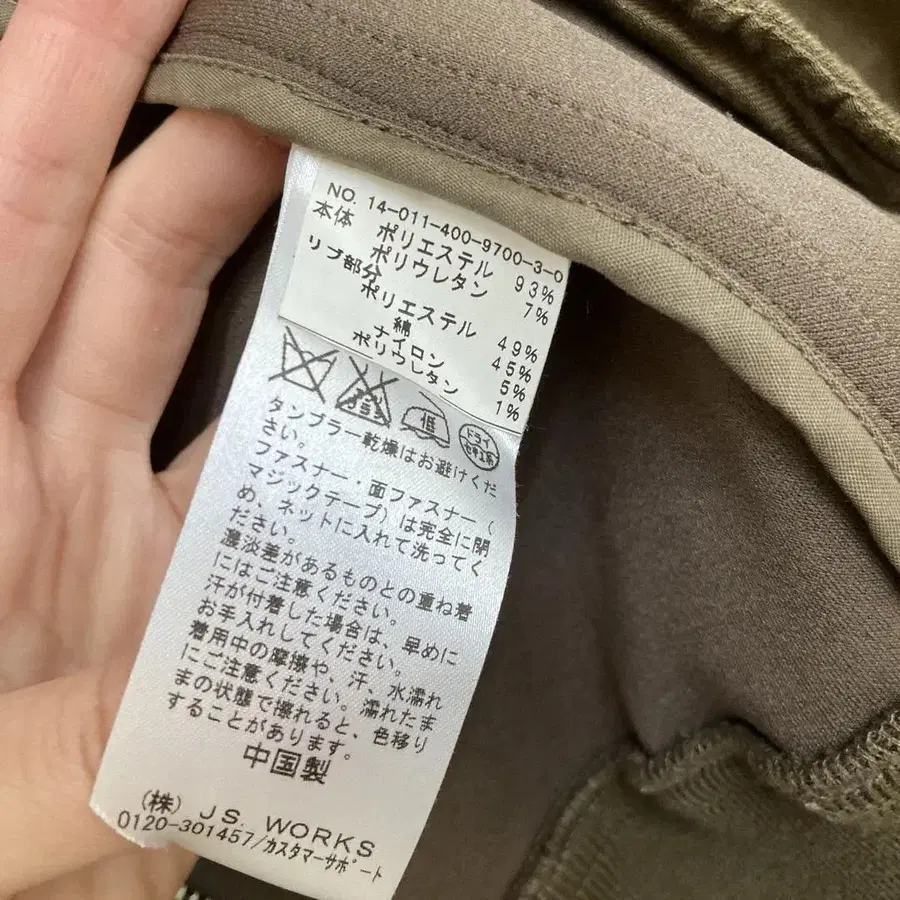 NO. 14-011-400-9700-3-0
本体 ポリエステル 93%
ポリウレタン 7%
リブ部分
ポリエステル 49%
綿 45%
ナイロン 5%
ポリウレタン 1%
低
ドライ
セキユ系
タンブラー乾燥はお避けくだ
さい。
ファスナー・面ファスナー(
マジックテープ)は完全に閉
め、ネットに入れて洗ってく
ださい。
濃淡差があるものとの重ね着
にはご注意ください。
汗が付着した場合は、早めに
お手入れしてください。
着用中の摩擦や、汗、水濡れ
にご注意ください。濡れたま
まの状態で壊れると、色移り
することがあります。
中国製
(株) J.S. WORKS
0120-301457/カスタマーサポート